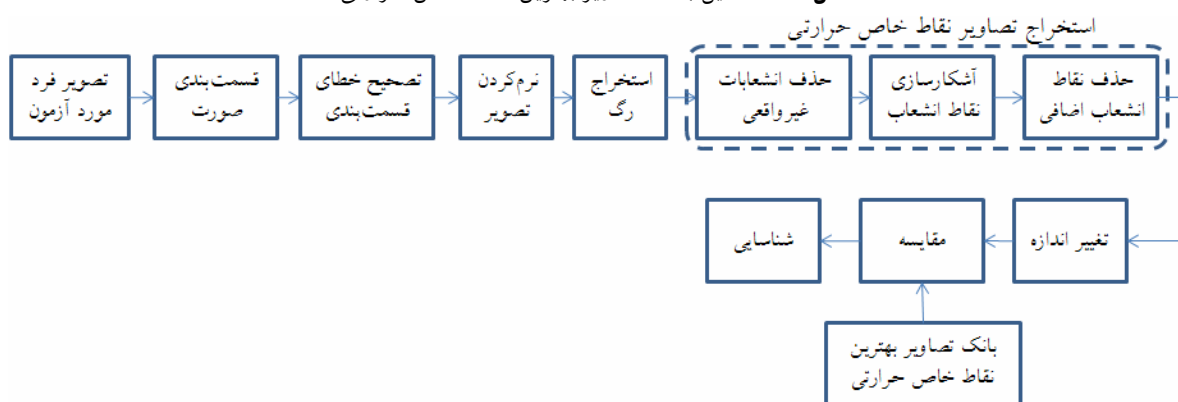 استخراج تصاویر نقاط خاص حرارتی
تصویر فرد
مورد آزمون
قسمت‌بندی
صورت
تصحیح خطای
قسمت‌بندی
نرم‌کردن
تصویر
استخراج
رگ
حذف انشعابات
غیرواقعی
آشکارسازی
نقاط انشعاب
حذف نقاط
انشعاب اضافی
تغییر اندازه
مقایسه
شناسایی
بانک تصاویر بهترین
نقاط خاص حرارتی